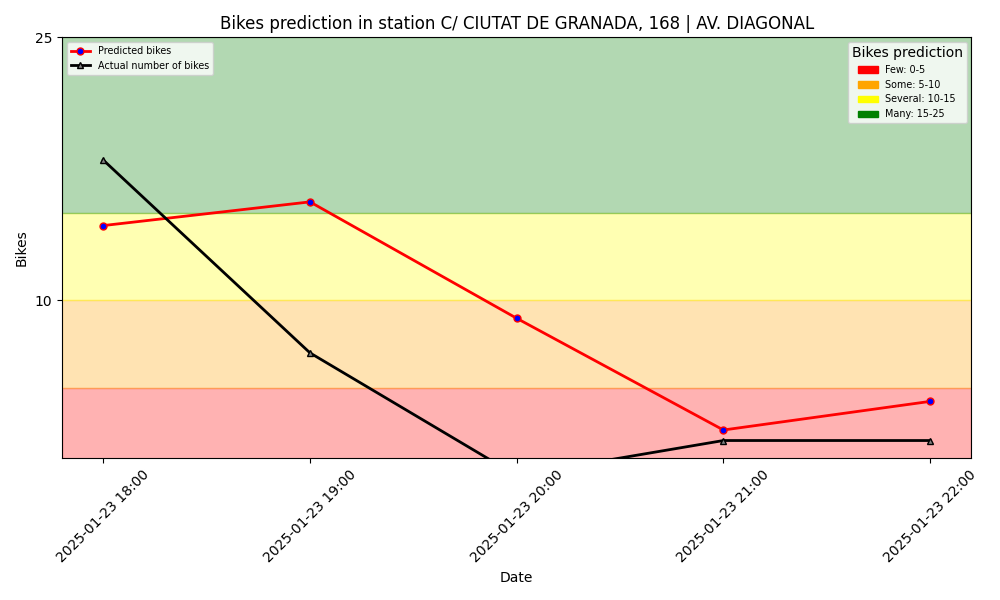 Bikes prediction in station C/ CIUTAT DE GRANADA, 168 | AV. DIAGONAL
25
10
Bikes
Predicted bikes
Actual number of bikes
Bikes prediction
Few: 0-5
Some: 5-10
Several: 10-15
Many: 15-25
2025-01-23 18:00
2025-01-23 19:00
2025-01-23 20:00
2025-01-23 21:00
2025-01-23 22:00
Date